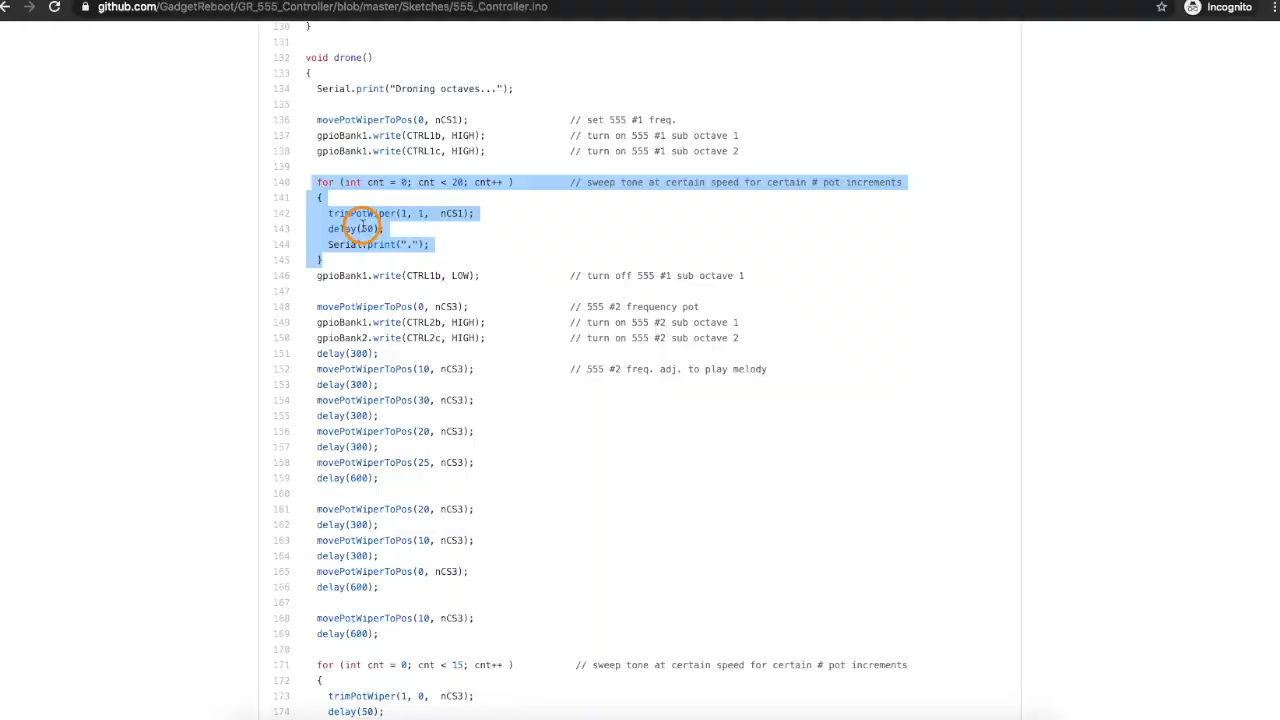 github.com/GadgetReboot/GR_555_Controller/blob/master/Sketches/555_Controller.ino
Incognito
130 }
131
132 void drone()
133 {
134 Serial.print("Droning octaves...");
135
136 movePotWiperToPos(0, nCS1); // set 555 #1 freq.
137 gpioBank1.write(CTRL1b, HIGH); // turn on 555 #1 sub octave 1
138 gpioBank1.write(CTRL1c, HIGH); // turn on 555 #1 sub octave 2
139
140 for (int cnt = 0; cnt < 20; cnt++ ) // sweep tone at certain speed for certain # pot increments
141 {
142 trimPotWiper(1, 1, nCS1);
143 delay(50);
144 Serial.print(".");
145 }
146 gpioBank1.write(CTRL1b, LOW); // turn off 555 #1 sub octave 1
147
148 movePotWiperToPos(0, nCS3); // 555 #2 frequency pot
149 gpioBank1.write(CTRL2b, HIGH); // turn on 555 #2 sub octave 1
150 gpioBank2.write(CTRL2c, HIGH); // turn on 555 #2 sub octave 2
151 delay(300);
152 movePotWiperToPos(10, nCS3); // 555 #2 freq. adj. to play melody
153 delay(300);
154 movePotWiperToPos(30, nCS3);
155 delay(300);
156 movePotWiperToPos(20, nCS3);
157 delay(300);
158 movePotWiperToPos(25, nCS3);
159 delay(600);
160
161 movePotWiperToPos(20, nCS3);
162 delay(300);
163 movePotWiperToPos(10, nCS3);
164 delay(300);
165 movePotWiperToPos(0, nCS3);
166 delay(600);
167
168 movePotWiperToPos(10, nCS3);
169 delay(600);
170
171 for (int cnt = 0; cnt < 15; cnt++ ) // sweep tone at certain speed for certain # pot increments
172 {
173 trimPotWiper(1, 0, nCS3);
174 delay(50);